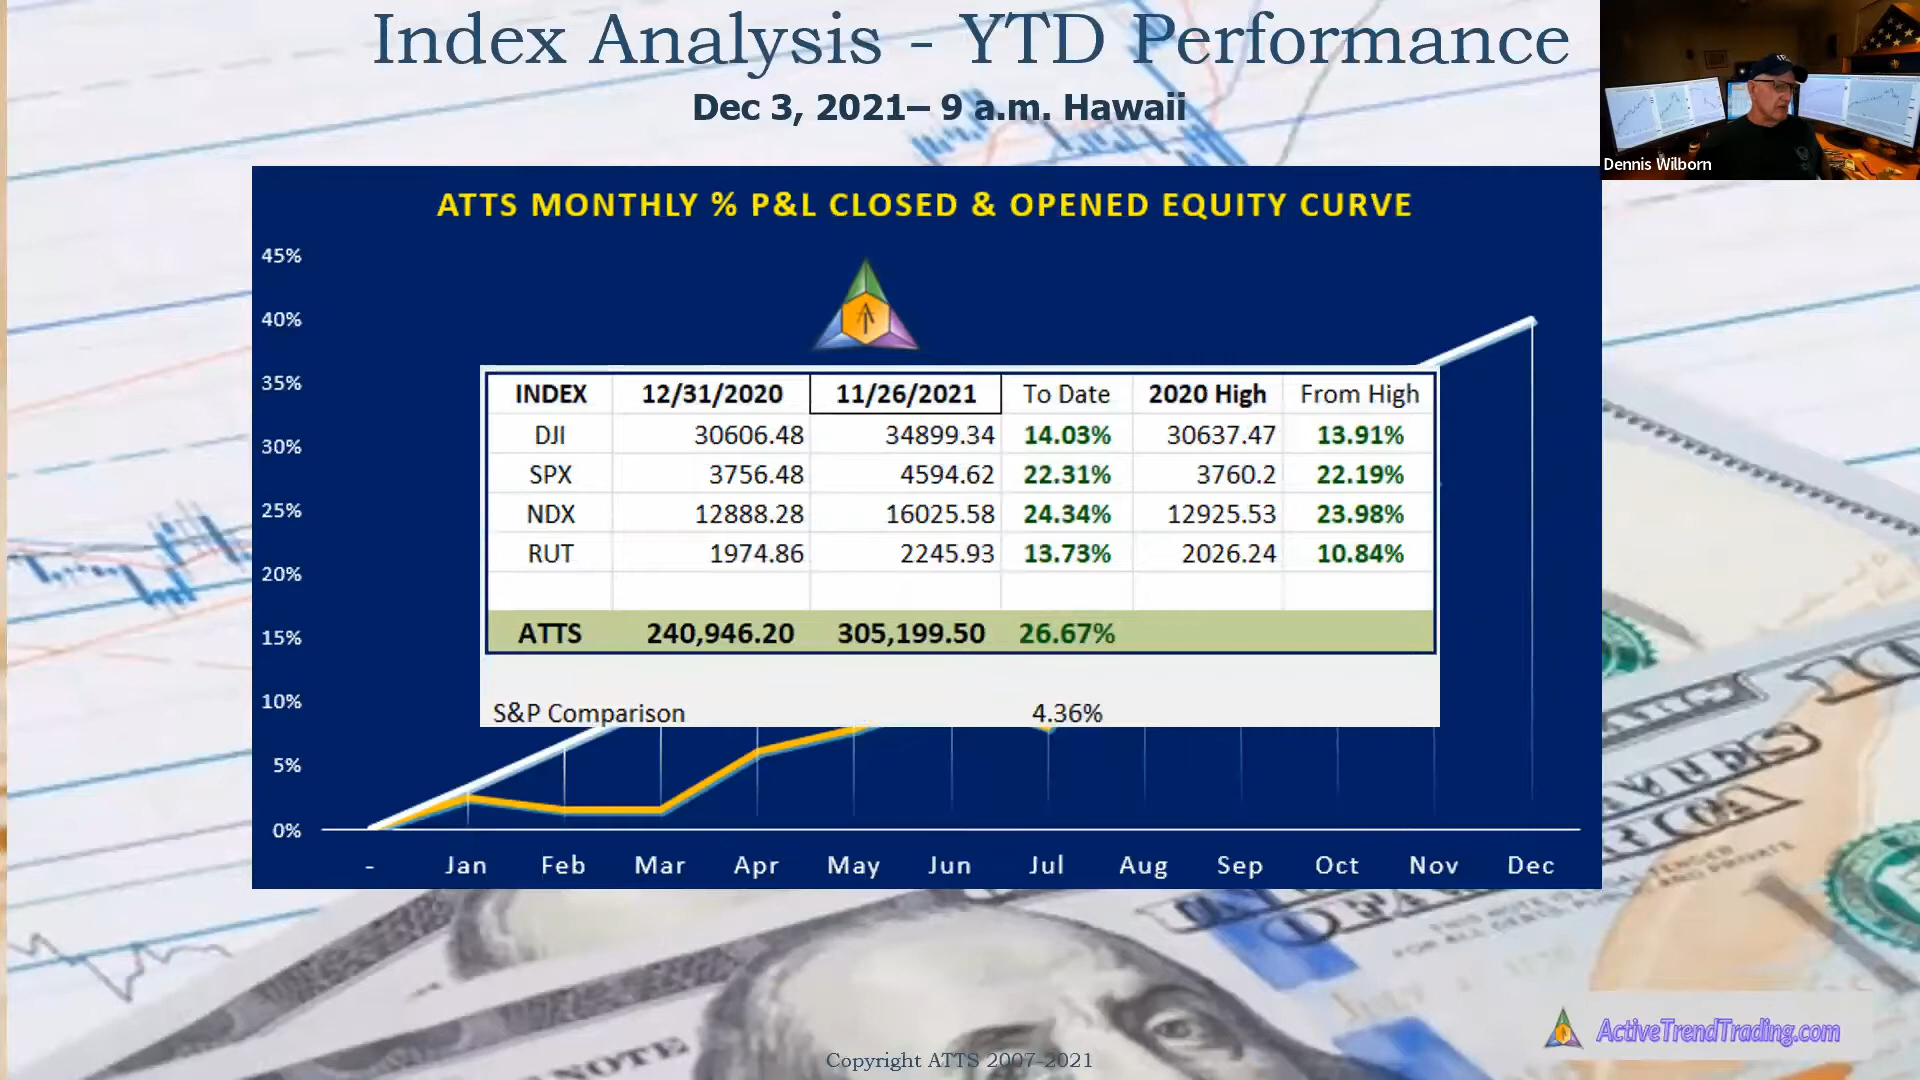 Index Analysis - YTD Performance
Dec 3, 2021– 9 a.m. Hawaii
Dennis Wilborn
ATTS MONTHLY % P&L CLOSED & OPENED EQUITY CURVE
45%
40%
35%
30%
25%
20%
15%
10%
5%
0%
INDEX 12/31/2020 11/26/2021 To Date 2020 High From High
DJI 30606.48 34899.34 14.03% 30637.47 13.91%
SPX 3756.48 4594.62 22.31% 3760.2 22.19%
NDX 12888.28 16025.58 24.34% 12925.53 23.98%
RUT 1974.86 2245.93 13.73% 2026.24 10.84%
ATTS 240,946.20 305,199.50 26.67%
S&P Comparison 4.36%
- Jan Feb Mar Apr May Jun Jul Aug Sep Oct Nov Dec
NOTE
ActiveTrendTrading.com
Copyright ATTS 2007-2021